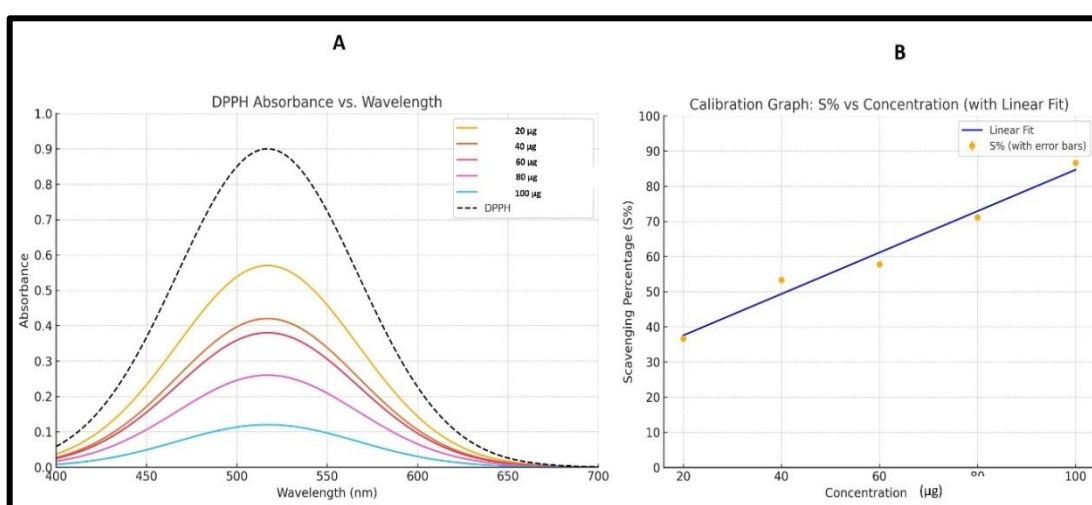 A
DPPH Absorbance vs. Wavelength
1.0
0.9
0.8
0.7
0.6
0.5
0.4
0.3
0.2
0.1
0.0
Absorbance
20 µg
40 µg
60 µg
80 µg
100 µg
DPPH
400
450
500
550
600
650
700
Wavelength (nm)
B
Calibration Graph: S% vs Concentration (with Linear Fit)
100
90
80
70
60
50
40
30
20
10
0
Scavenging Percentage (S%)
Linear Fit
S% (with error bars)
20
40
60
100
Concentration (µg)